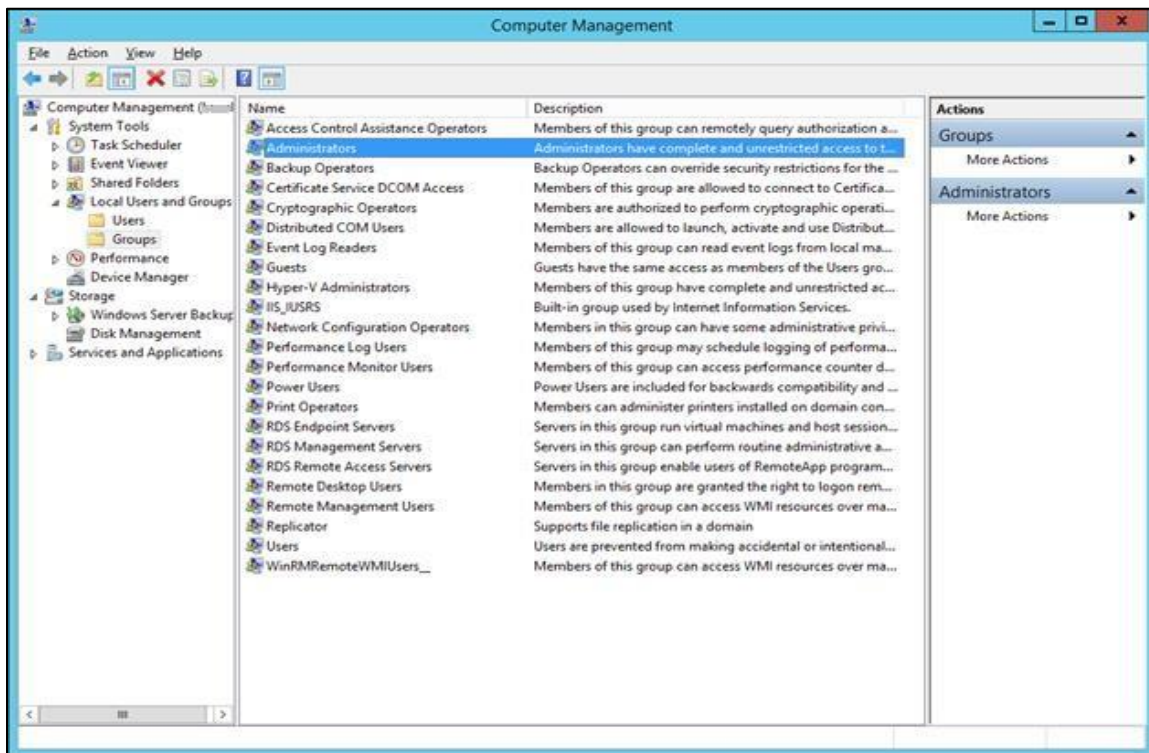 Computer Management
File Action View Help
Computer Management (
System Tools
Task Scheduler
Event Viewer
Shared Folders
Local Users and Groups
Users
Groups
Performance
Device Manager
Storage
Windows Server Backup
Disk Management
Services and Applications
Name Description
Access Control Assistance Operators Members of this group can remotely query authorization a...
Administrators Administrators have complete and unrestricted access to t...
Backup Operators Backup Operators can override security restrictions for the ...
Certificate Service DCOM Access Members of this group are allowed to connect to Certifica...
Cryptographic Operators Members are authorized to perform cryptographic operati...
Distributed COM Users Members are allowed to launch, activate and use Distribut...
Event Log Readers Members of this group can read event logs from local ma...
Guests Guests have the same access as members of the Users gro...
Hyper-V Administrators Members of this group have complete and unrestricted ac...
IIS_IUSRS Built-in group used by Internet Information Services.
Network Configuration Operators Members in this group can have some administrative privi...
Performance Log Users Members of this group may schedule logging of performa...
Performance Monitor Users Members of this group can access performance counter d...
Power Users Power Users are included for backwards compatibility and ...
Print Operators Members can administer printers installed on domain con...
RDS Endpoint Servers Servers in this group run virtual machines and host session...
RDS Management Servers Servers in this group can perform routine administrative a...
RDS Remote Access Servers Servers in this group enable users of RemoteApp program...
Remote Desktop Users Members in this group are granted the right to logon rem...
Remote Management Users Members of this group can access WMI resources over ma...
Replicator Supports file replication in a domain
Users Users are prevented from making accidental or intentional...
WinRMRemoteWMIUsers__ Members of this group can access WMI resources over ma...
Actions
Groups
More Actions
Administrators
More Actions